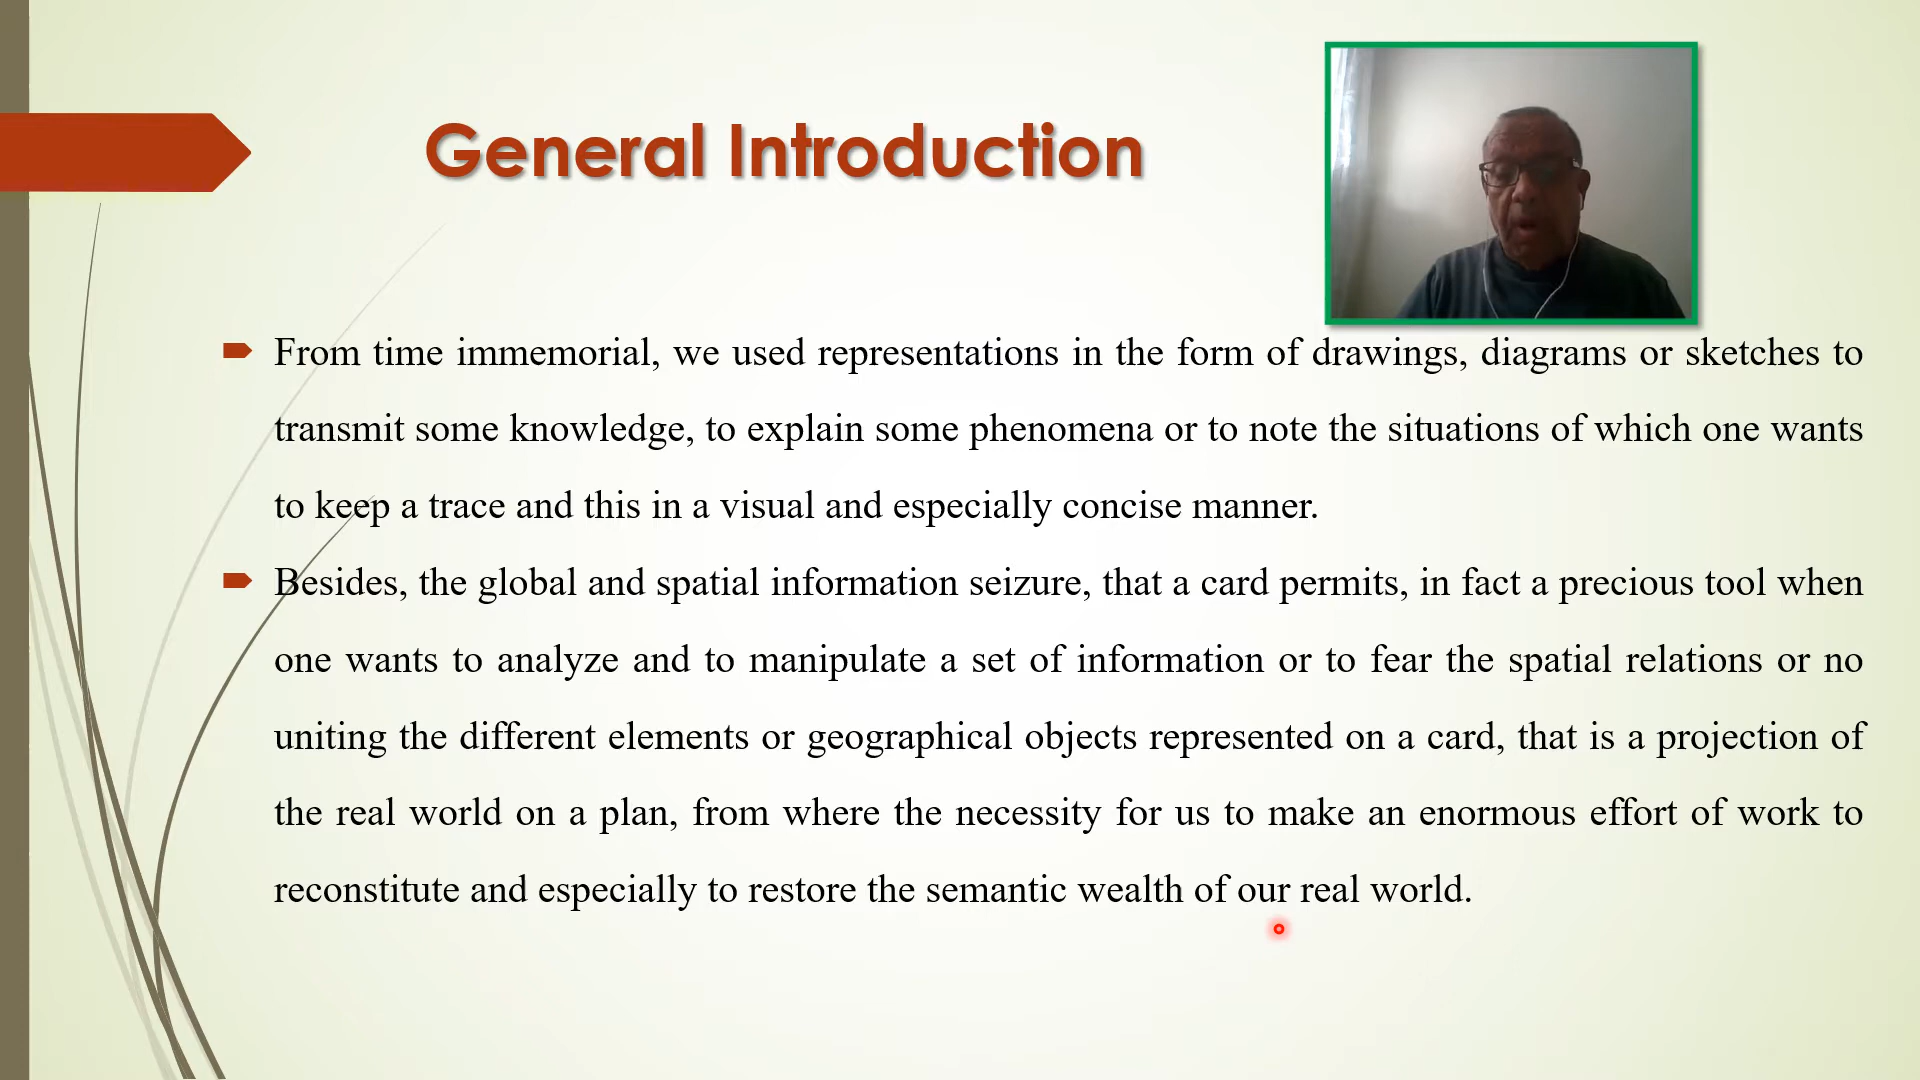 General Introduction
From time immemorial, we used representations in the form of drawings, diagrams or sketches to
transmit some knowledge, to explain some phenomena or to note the situations of which one wants
to keep a trace and this in a visual and especially concise manner.
Besides, the global and spatial information seizure, that a card permits, in fact a precious tool when
one wants to analyze and to manipulate a set of information or to fear the spatial relations or no
uniting the different elements or geographical objects represented on a card, that is a projection of
the real world on a plan, from where the necessity for us to make an enormous effort of work to
reconstitute and especially to restore the semantic wealth of our real world.